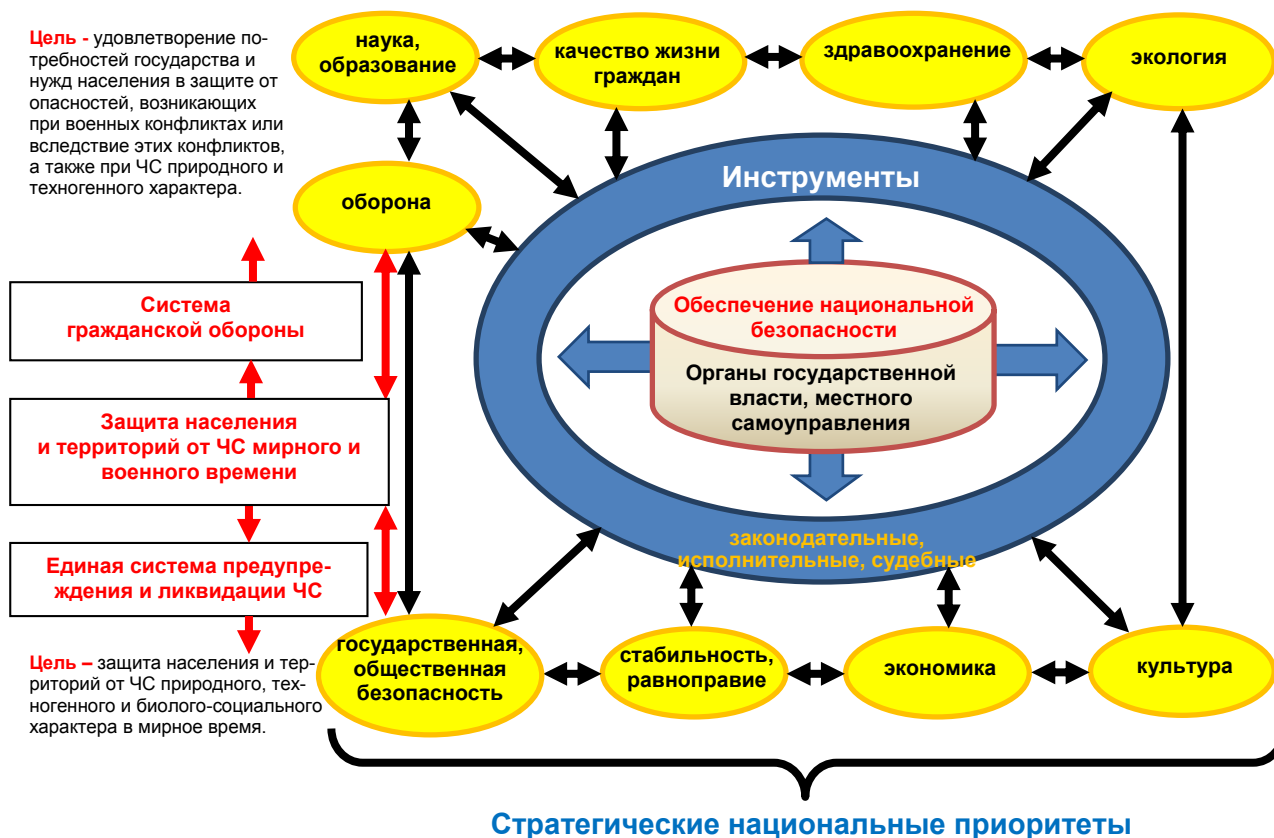 Цель - удовлетворение по-
требностей государства и
нужд населения в защите от
опасностей, возникающих
при военных конфликтах или
вследствие этих конфликтов,
а также при ЧС природного и
техногенного характера.
наука,
образование
качество жизни
граждан
здравоохранение
экология
оборона
Инструменты
Обеспечение национальной
безопасности
Органы государственной
власти, местного
самоуправления
законодательные,
исполнительные, судебные
Система
гражданской обороны
Защита населения
и территорий от ЧС мирного и
военного времени
Единая система предупре-
ждения и ликвидации ЧС
Цель – защита населения и тер-
риторий от ЧС природного, тех-
ногенного и биолого-социального
характера в мирное время.
государственная,
общественная
безопасность
стабильность,
равноправие
экономика
культура
Стратегические национальные приоритеты